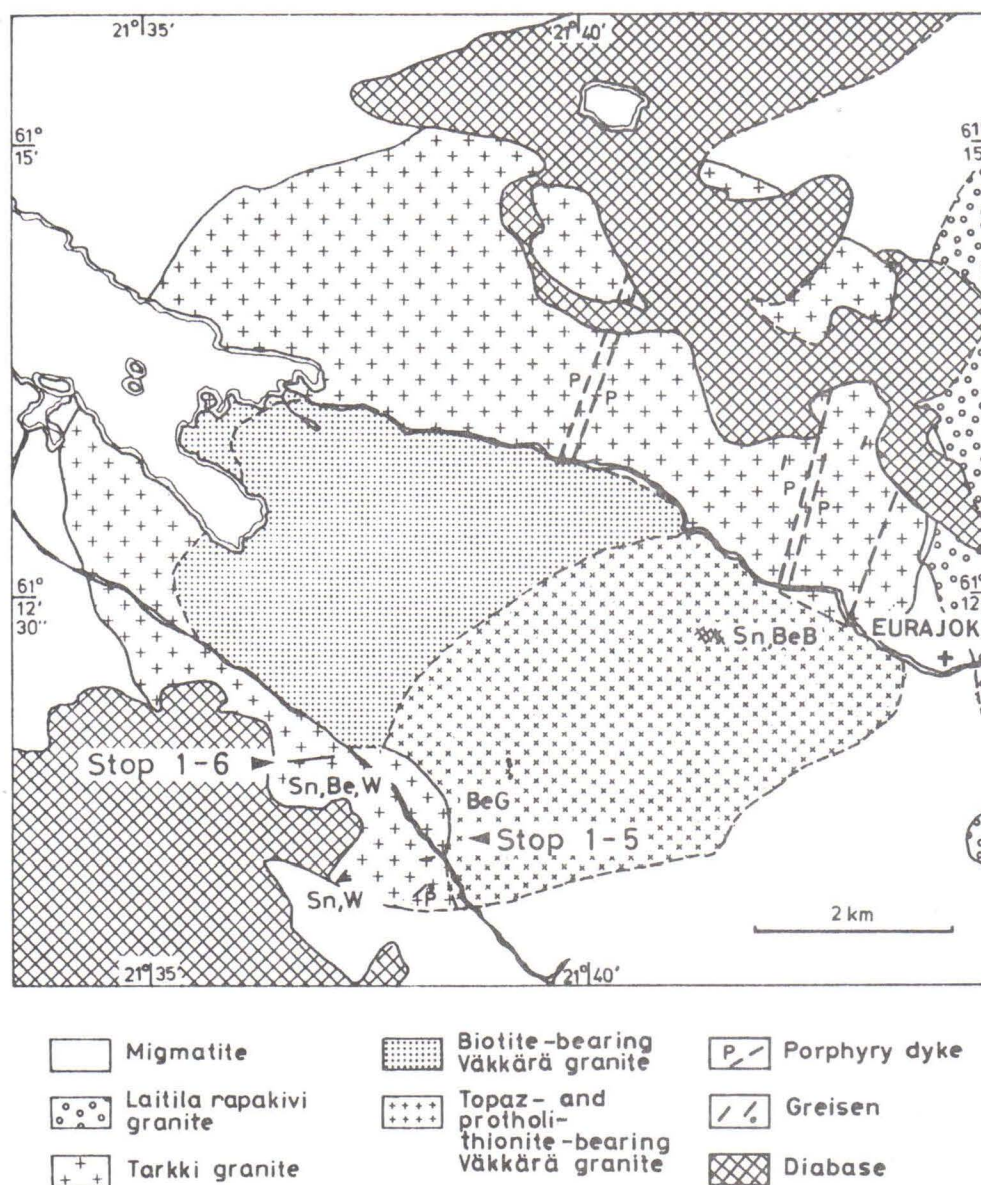 21° 35'
21° 40'
61°
15'
61°
15
P
P
P
P
61°
12'
30"
61°
12
Sn,BeB
EURAJOK
Stop 1-6
Sn,Be,W
BeG
Stop 1-5
Sn,W
P
2 km
21° 35'
21° 40'
Migmatite
Laitila rapakivi
granite
Tarkki granite
Biotite-bearing
Väkkärä granite
Topaz- and
protholi-
thionite-bearing
Väkkärä granite
P
Porphyry dyke
Greisen
Diabase